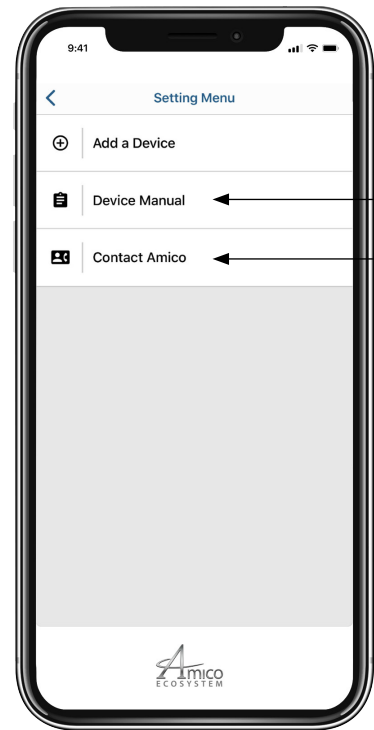 9:41
Setting Menu
Add a Device
Device Manual
Contact Amico
Amico
ECOSYSTEM